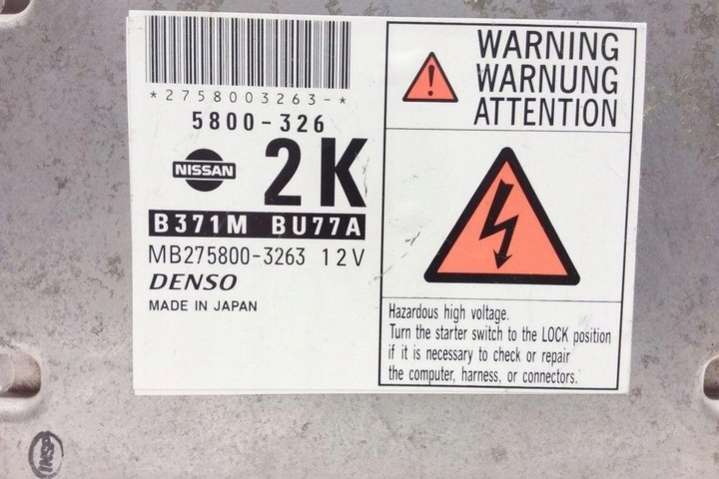 *2758003263-*
5800-326
NISSAN
2K
B371M BU77A
MB275800-3263 12V
DENSO
MADE IN JAPAN
WARNING
WARNUNG
ATTENTION
Hazardous high voltage.
Turn the starter switch to the LOCK position
if it is necessary to check or repair
the computer, harness, or connectors.
INSP